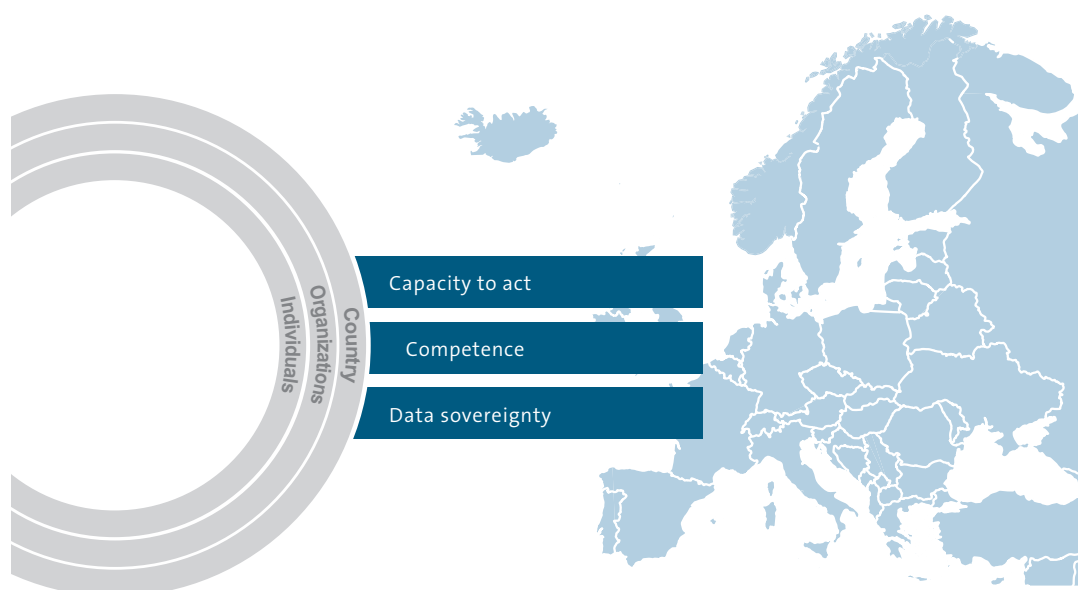 Individuals
Organizations
Country
Capacity to act
Competence
Data sovereignty